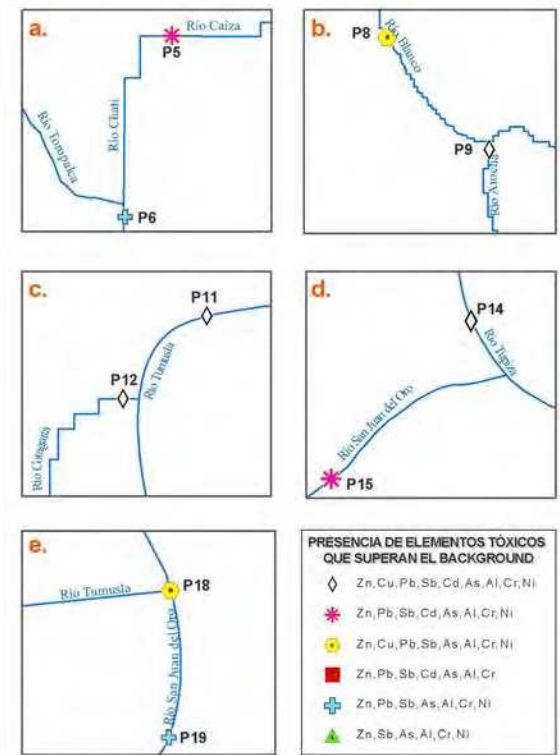 a.
Río Caiza
P5
Río Chati
Río Toropalca
P6
b.
P8
Río Blanco
P9
c.
P11
P12
Río Tumusla
Río Cotagaita
d.
P14
Río Tupiza
Río San Juan del Oro
P15
e.
P18
Río Tumusla
Río San Juan del Oro
P19
PRESENCIA DE ELEMENTOS TÓXICOS
QUE SUPERAN EL BACKGROUND
Zn,Cu,Pb,Sb,Cd,As,Al,Cr,Ni
Zn,Pb,Sb,Cd,As,Al,Cr,Ni
Zn,Cu,Pb,Sb,As,Al,Cr,Ni
Zn,Pb,Sb,Cd,As,Al,Cr
Zn,Pb,Sb,As,Al,Cr,Ni
Zn,Sb,As,Al,Cr,Ni